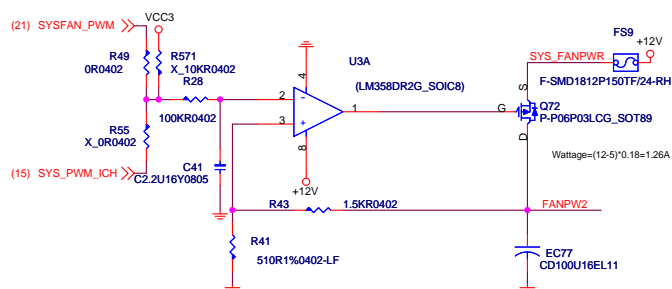 (21) SYSFAN_PWM
VCC3
FS9
+12V
R49
0R0402
R571
X_10KR0402
R28
100KR0402
U3A
(LM358DR2G_SOIC8)
SYS_FANPWR
F-SMD1812P150TF/24-RH
4
2
3
1
8
+12V
S
G
D
Q72
P-P06P03LCG_SOT89
R55
X_0R0402
Wattage=(12-5)*0.18=1.26A
(15) SYS_PWM_ICH
C41
C2.2U16Y0805
R43
1.5KR0402
FANPW2
R41
510R1%0402-LF
EC77
CD100U16EL11